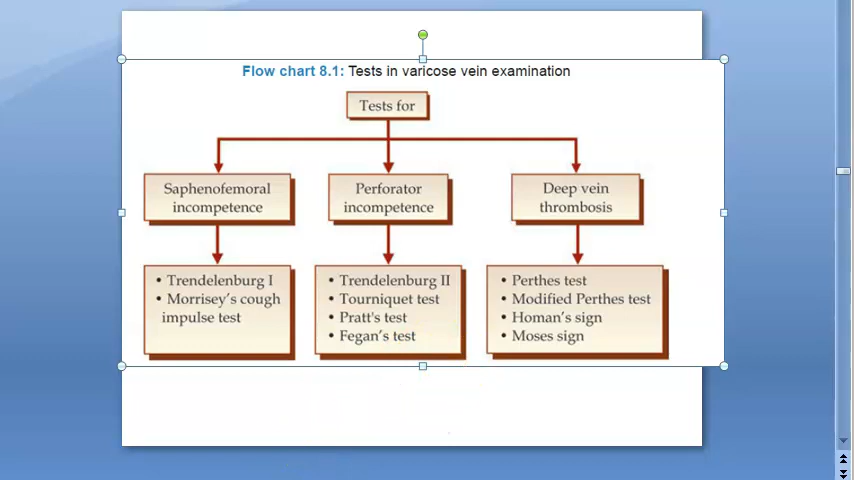 Flow chart 8.1: Tests in varicose vein examination
Tests for
Saphenofemoral
incompetence
Perforator
incompetence
Deep vein
thrombosis
• Trendelenburg I
• Morrisey's cough
impulse test
• Trendelenburg II
• Tourniquet test
• Pratt's test
• Fegan's test
• Perthes test
• Modified Perthes test
• Homan's sign
• Moses sign